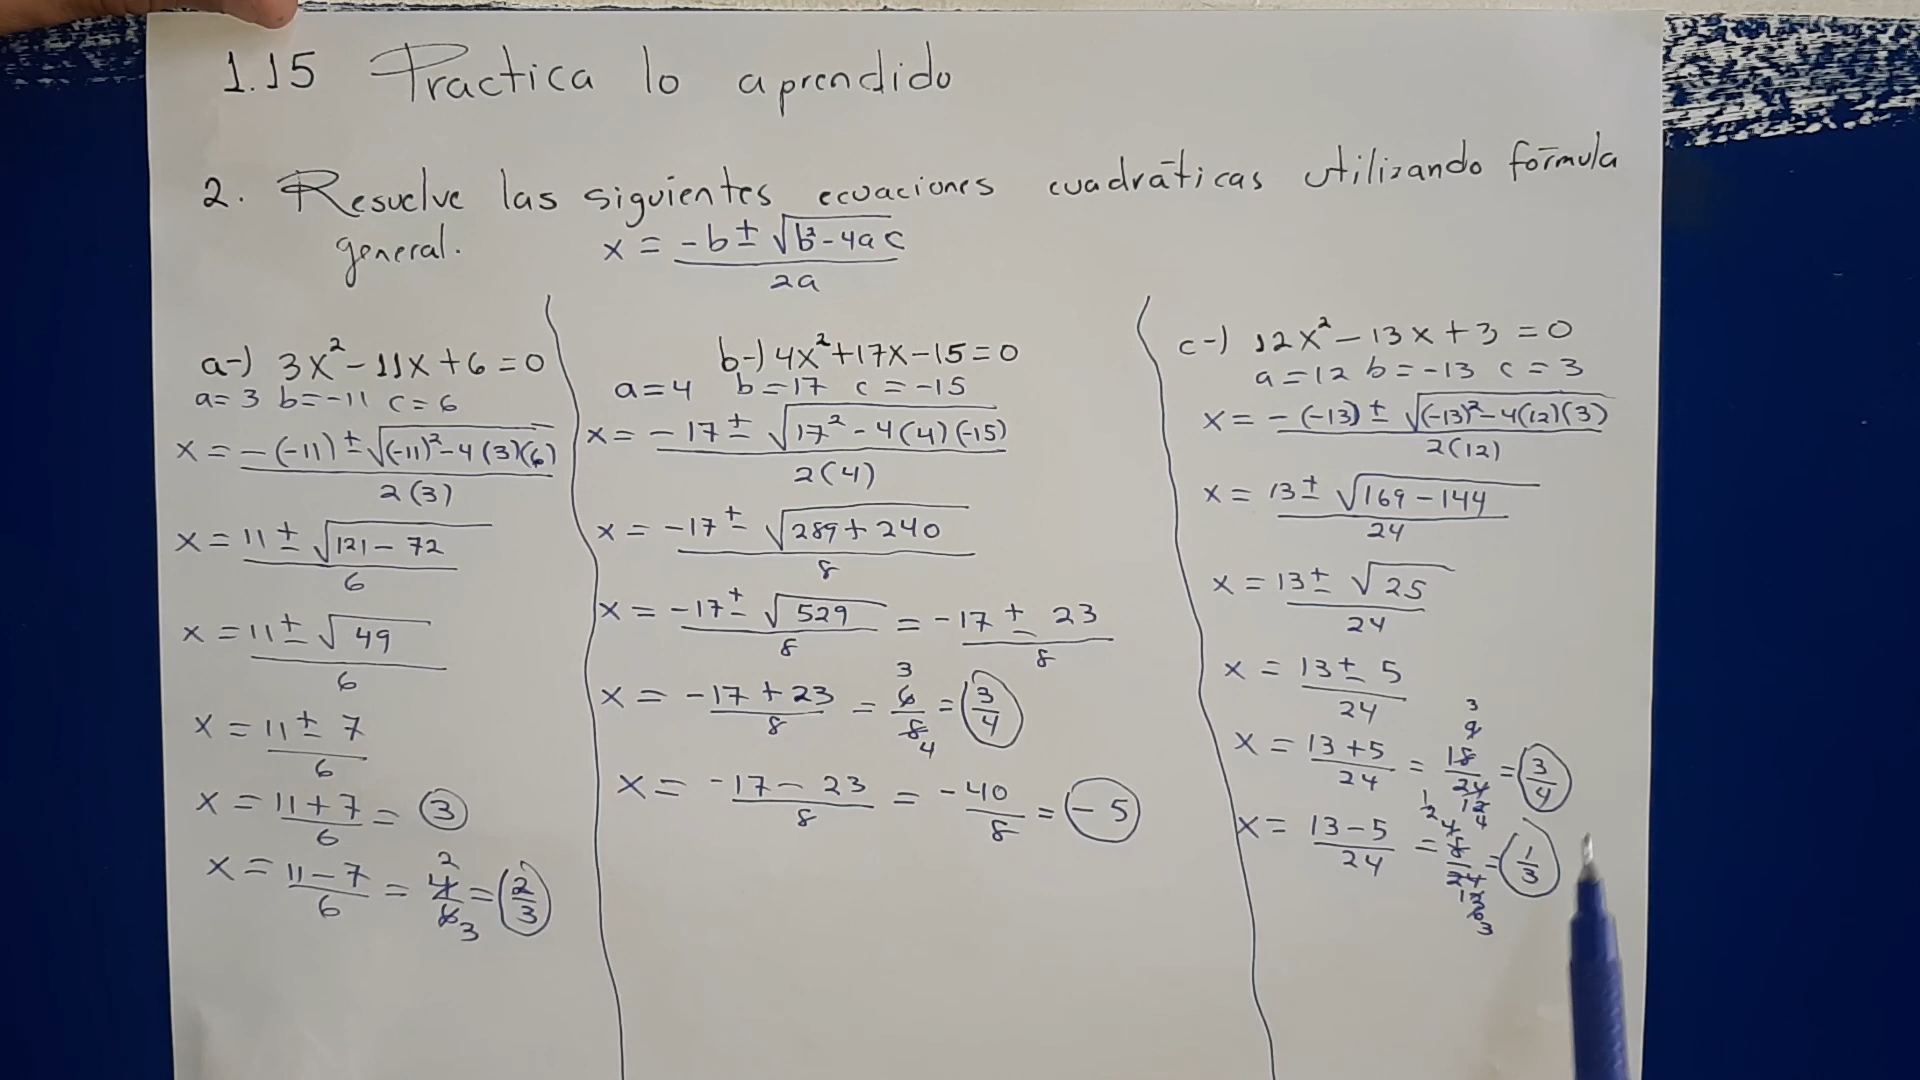 1.15 Practica lo aprendido
2. Resuelve las siguientes ecuaciones cuadráticas utilizando fórmula
general. x = (-b ± √(b² - 4ac)) / 2a
a-) 3x² - 11x + 6 = 0
a = 3 b = -11 c = 6
x = (-(-11) ± √((-11)² - 4(3)(6))) / 2(3)
x = (11 ± √(121 - 72)) / 6
x = (11 ± √49) / 6
x = (11 ± 7) / 6
x = (11 + 7) / 6 = 3
x = (11 - 7) / 6 = 4/6 = 2/3
b-) 4x² + 17x - 15 = 0
a = 4 b = 17 c = -15
x = (-17 ± √(17² - 4(4)(-15))) / 2(4)
x = (-17 ± √(289 + 240)) / 8
x = (-17 ± √529) / 8 = (-17 ± 23) / 8
x = (-17 + 23) / 8 = 6/8 = 3/4
x = (-17 - 23) / 8 = -40/8 = -5
c-) 12x² - 13x + 3 = 0
a = 12 b = -13 c = 3
x = (-(-13) ± √((-13)² - 4(12)(3))) / 2(12)
x = (13 ± √(169 - 144)) / 24
x = (13 ± √25) / 24
x = (13 ± 5) / 24
x = (13 + 5) / 24 = 18/24 = 3/4
x = (13 - 5) / 24 = 8/24 = 1/3